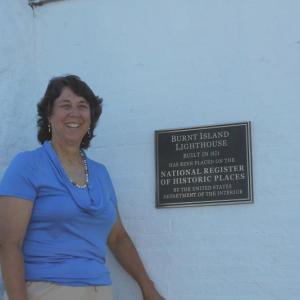 BURNT ISLAND
LIGHTHOUSE
BUILT IN 1821
HAS BEEN PLACED ON THE
NATIONAL REGISTER
OF HISTORIC PLACES
BY THE UNITED STATES
DEPARTMENT OF THE INTERIOR